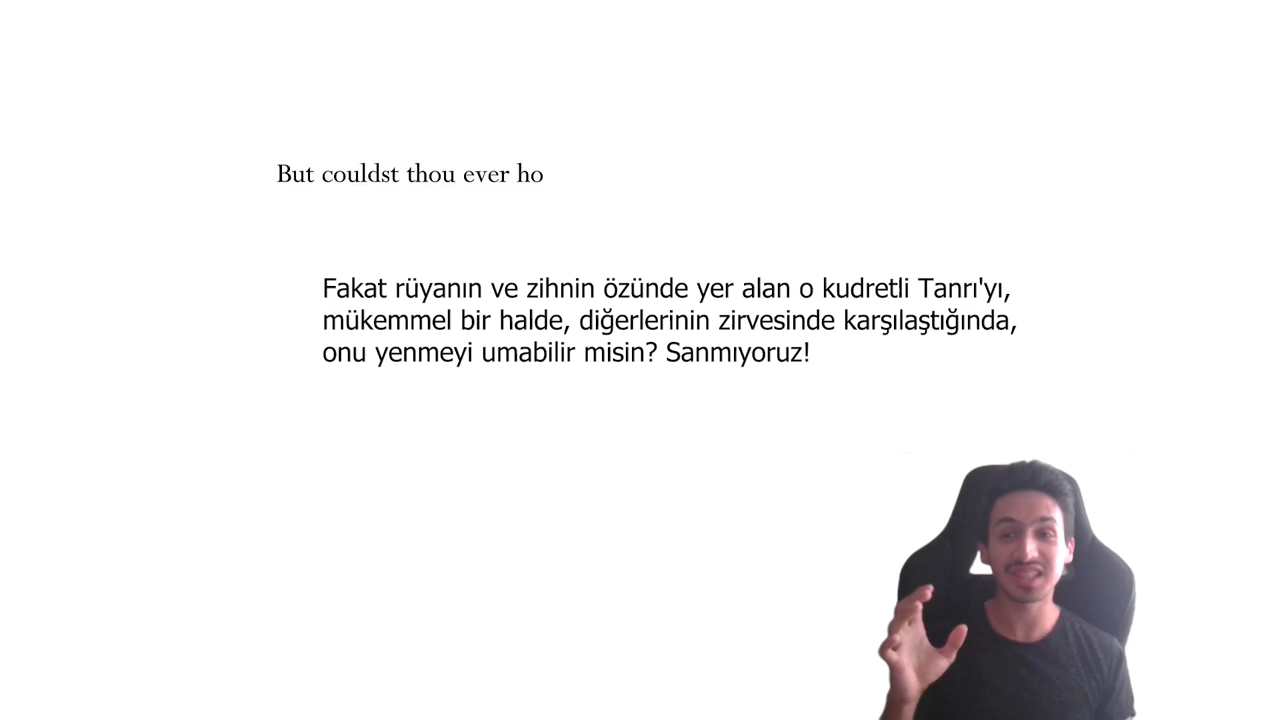 But couldst thou ever ho
Fakat rüyanın ve zihnin özünde yer alan o kudretli Tanrı'yı,
mükemmel bir halde, diğerlerinin zirvesinde karşılaştığında,
onu yenmeyi umabilir misin? Sanmıyoruz!